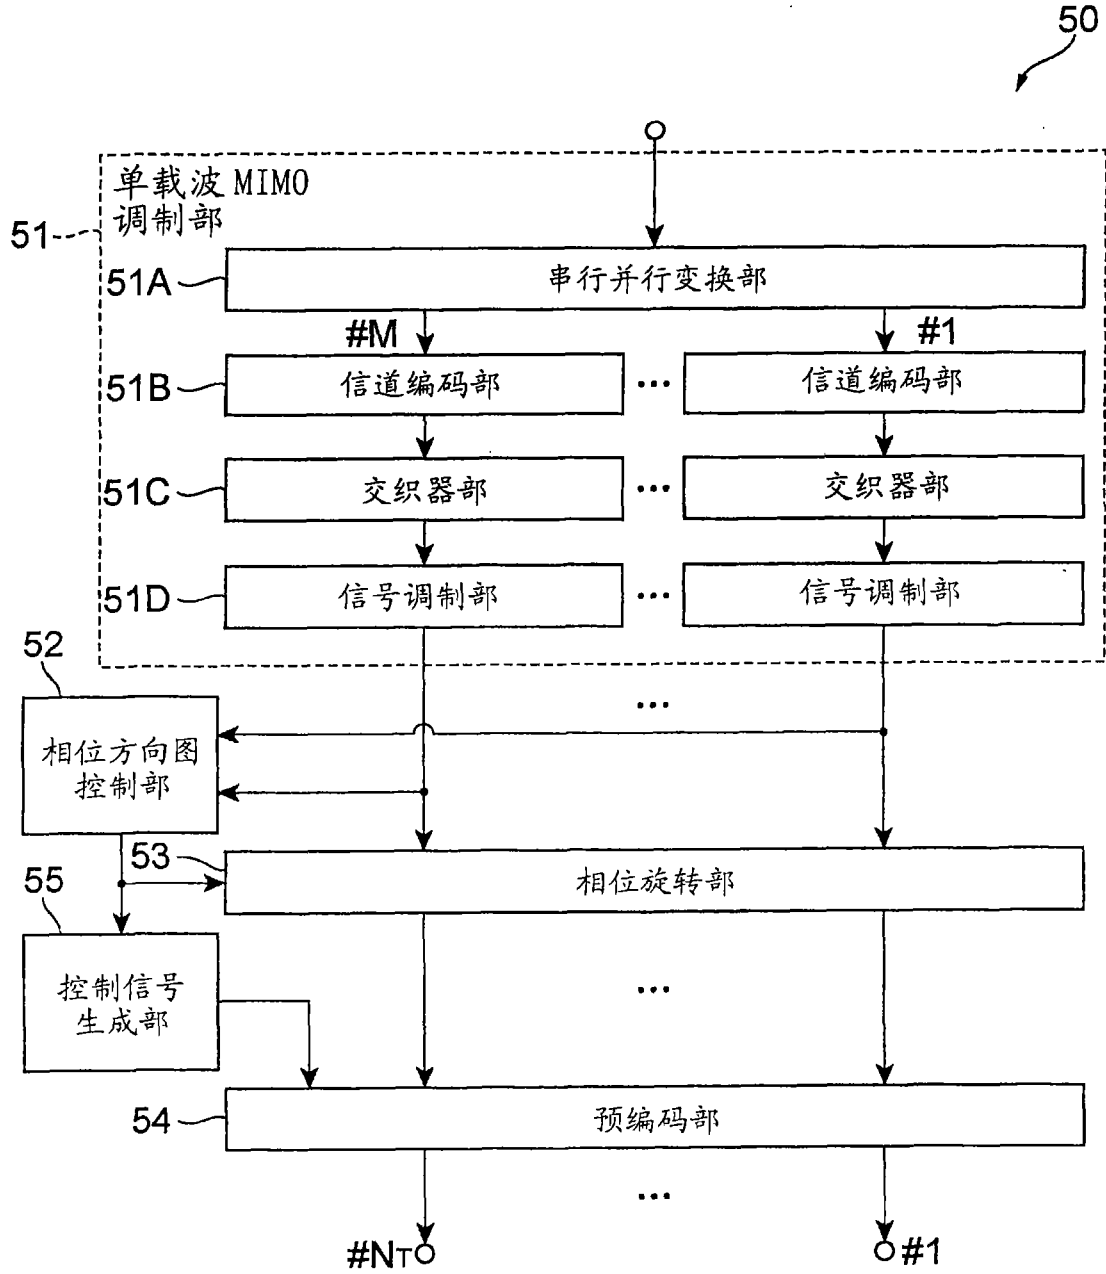 50
单载波MIMO
调制部
51
51A
串行并行变换部
#M
#1
51B
信道编码部
...
信道编码部
51C
交织器部
...
交织器部
51D
信号调制部
...
信号调制部
52
...
相位方向图
控制部
53
相位旋转部
55
控制信号
生成部
...
54
预编码部
...
#NT
#1